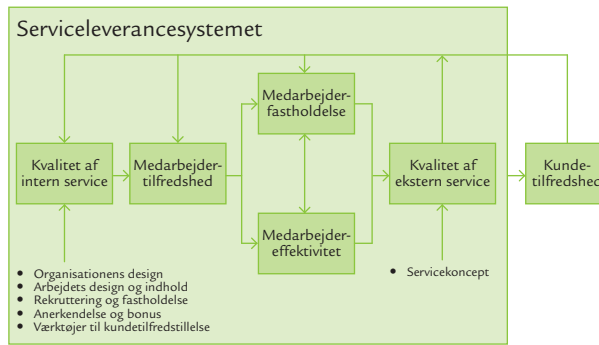 Serviceleverancesystemet
Medarbejder-
fastholdelse
Kvalitet af
intern service
Medarbejder-
tilfredshed
Kvalitet af
ekstern service
Kunde-
tilfredshed
Medarbejder-
effektivitet
• Organisationens design
• Arbejdets design og indhold
• Rekruttering og fastholdelse
• Anerkendelse og bonus
• Værktøjer til kundetilfredstillelse
• Servicekoncept